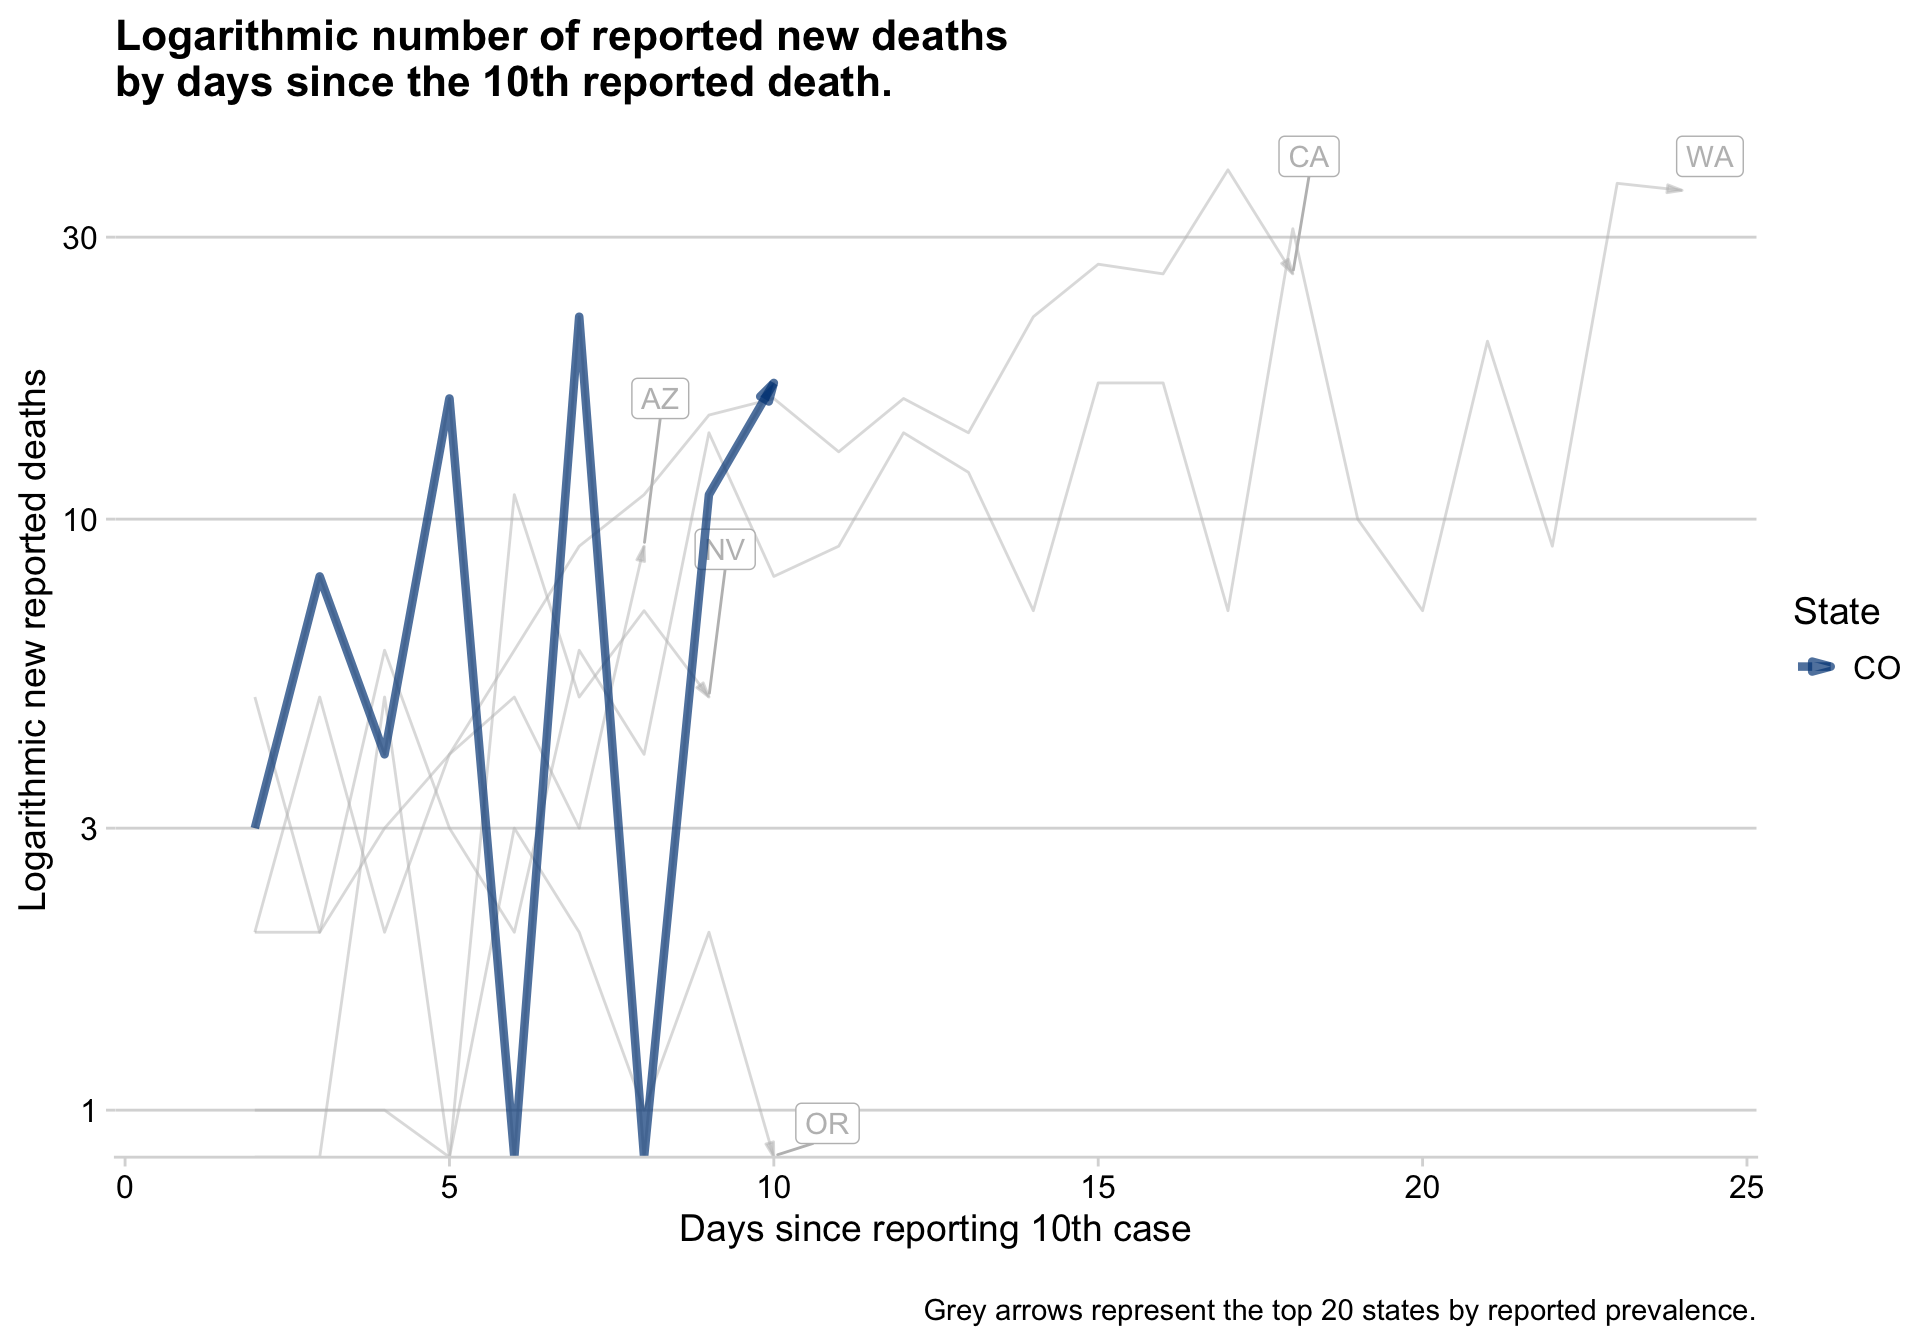 Logarithmic number of reported new deaths
by days since the 10th reported death.
CA
WA
30
AZ
10
NV
Logarithmic new reported deaths
State
CO
3
1
OR
0
5
10
15
20
25
Days since reporting 10th case
Grey arrows represent the top 20 states by reported prevalence.